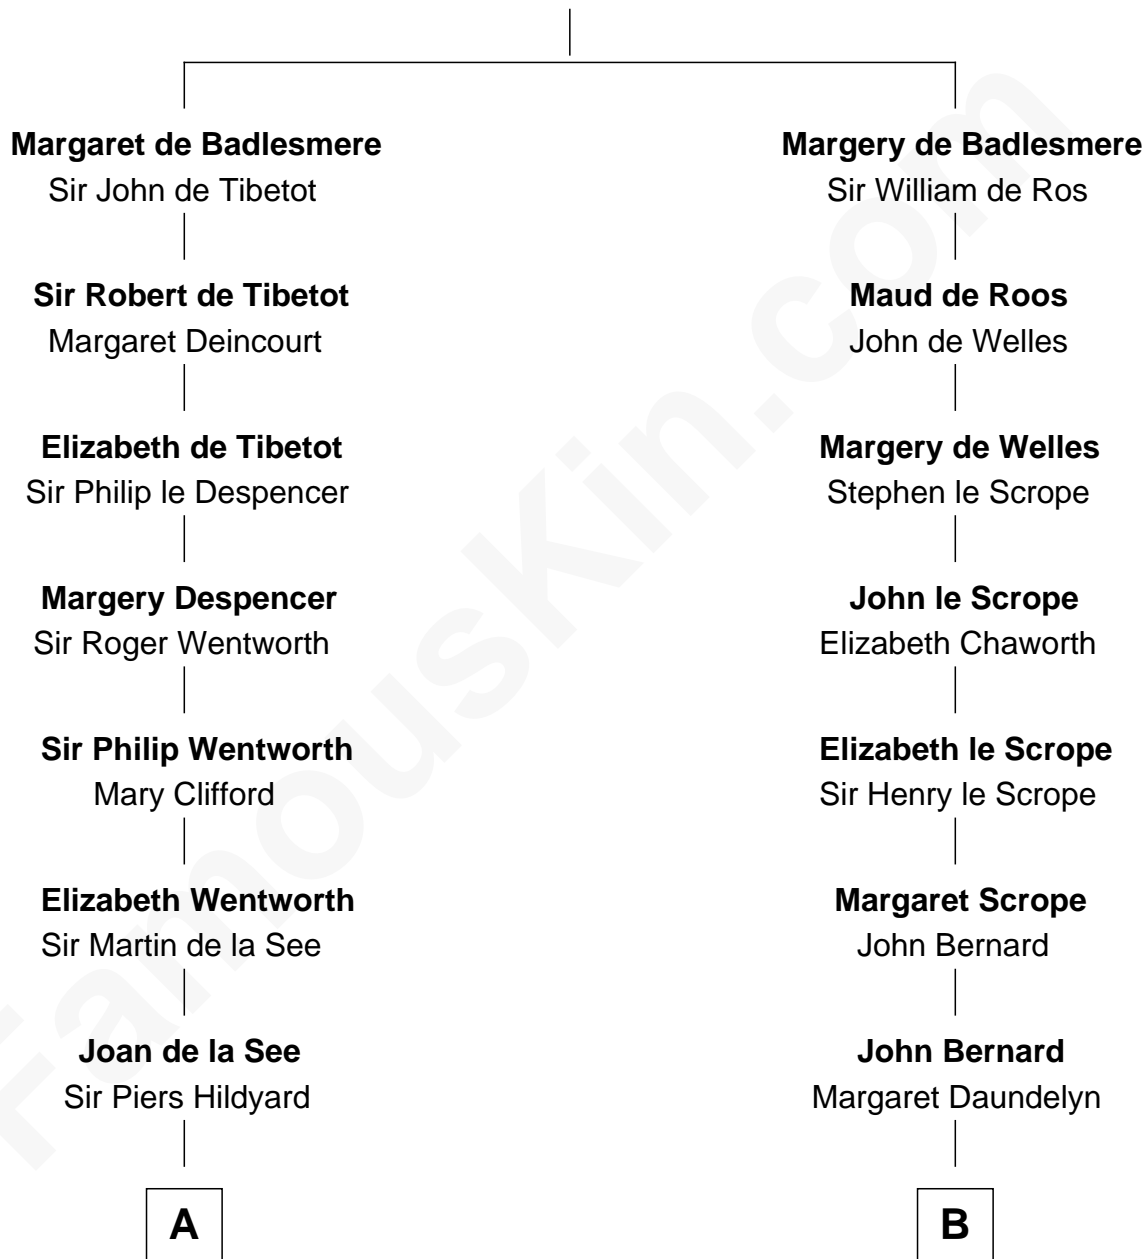 Margaret de Badlesmere
Sir John de Tibetot
Sir Robert de Tibetot
Margaret Deincourt
Elizabeth de Tibetot
Sir Philip le Despencer
Margery Despencer
Sir Roger Wentworth
Sir Philip Wentworth
Mary Clifford
Elizabeth Wentworth
Sir Martin de la See
Joan de la See
Sir Piers Hildyard
A
Margery de Badlesmere
Sir William de Ros
Maud de Roos
John de Welles
Margery de Welles
Stephen le Scrope
John le Scrope
Elizabeth Chaworth
Elizabeth le Scrope
Sir Henry le Scrope
Margaret Scrope
John Bernard
John Bernard
Margaret Daundelyn
B
FamousKin.com